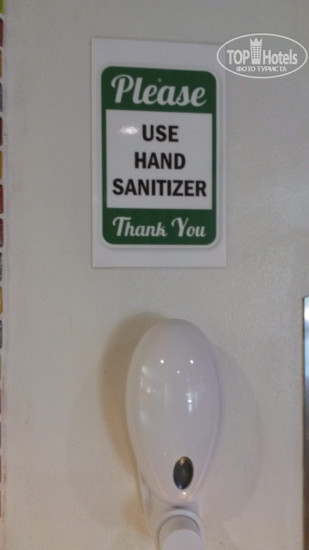 TOP Hotels
ФОТО ТУРИСТА
Please
USE
HAND
SANITIZER
Thank You